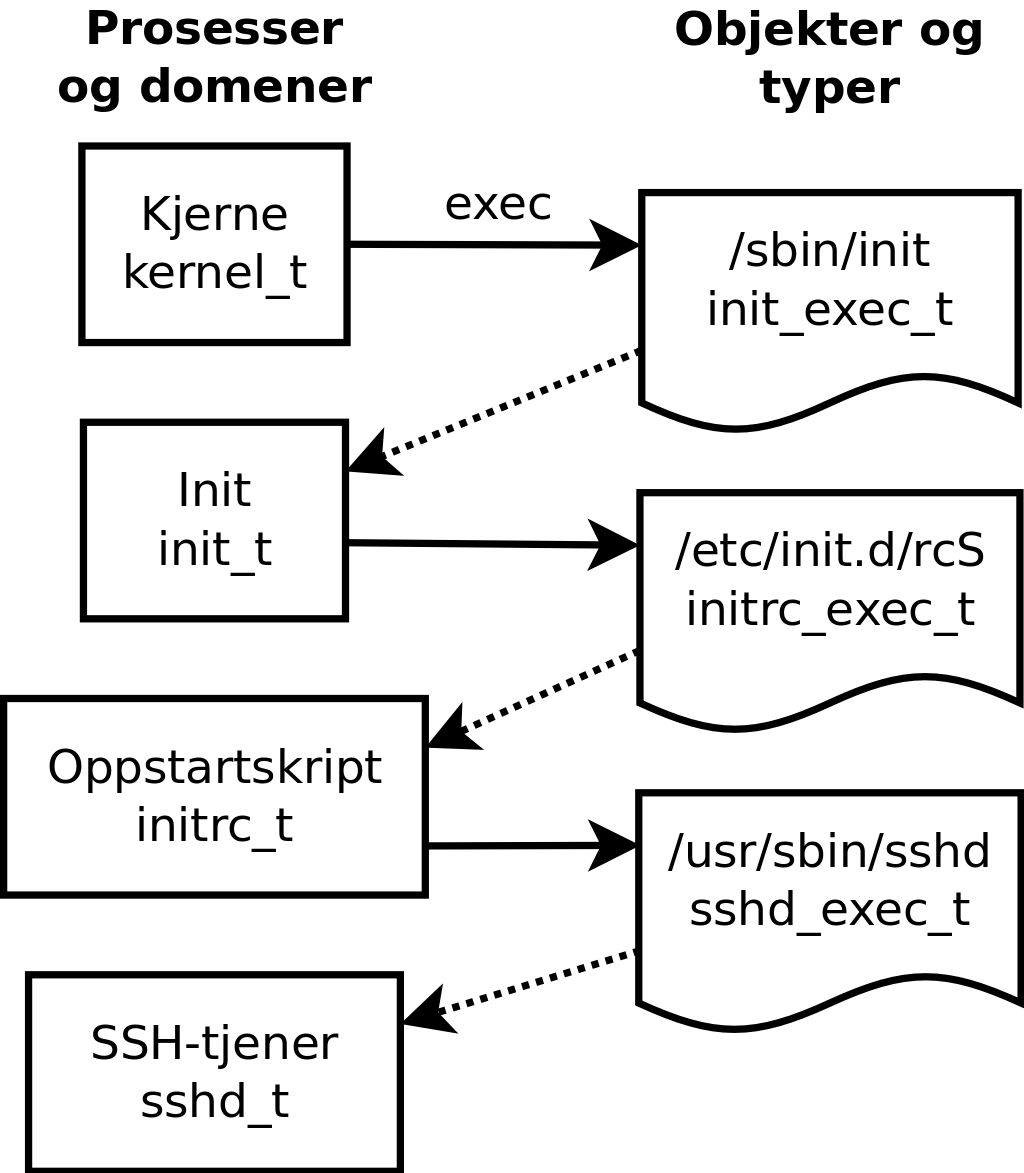 Prosesser
og domener
Objekter og
typer
Kjerne
kernel_t
exec
/sbin/init
init_exec_t
Init
init_t
/etc/init.d/rcS
initrc_exec_t
Oppstartskript
initrc_t
/usr/sbin/sshd
sshd_exec_t
SSH-tjener
sshd_t